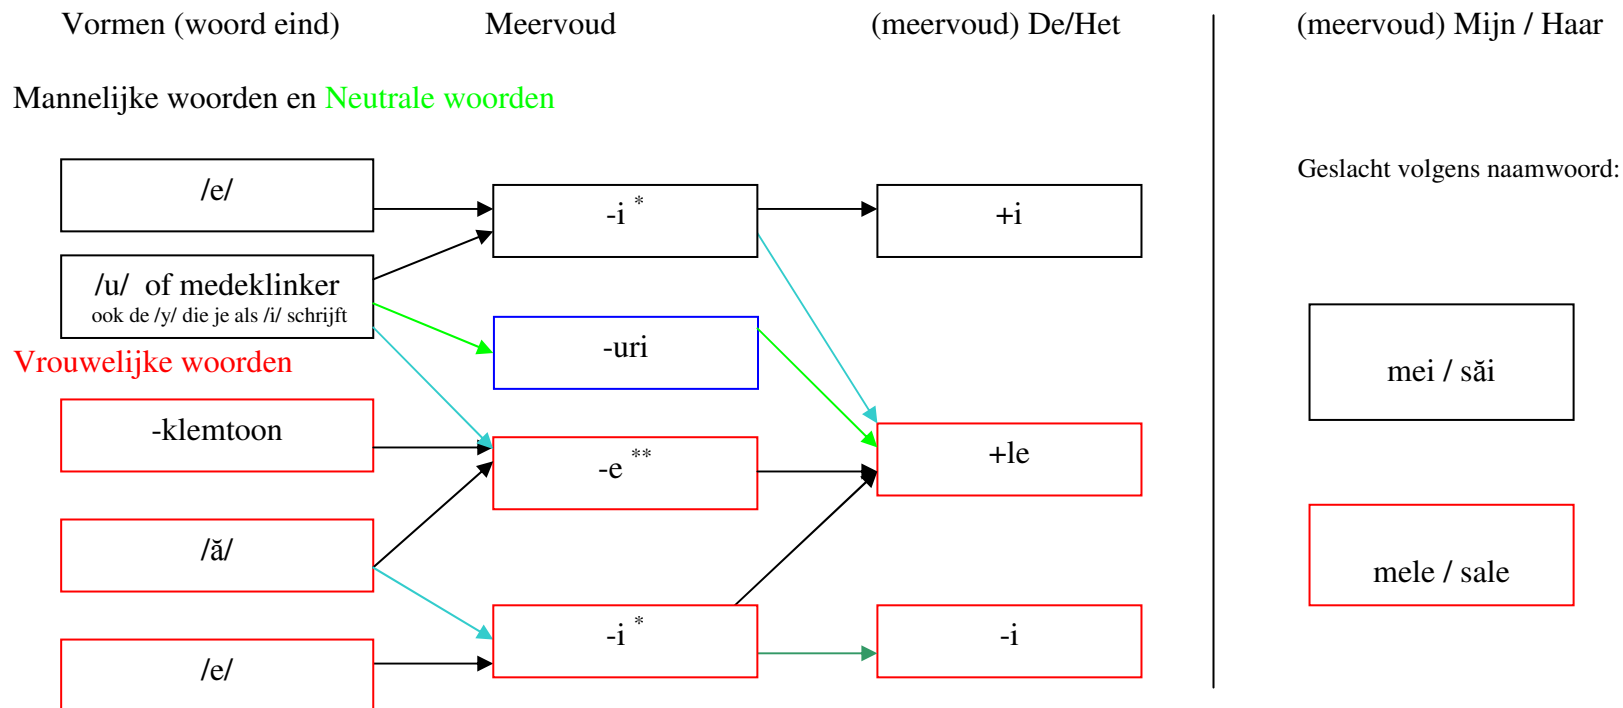 Vormen (woord eind) Meervoud (meervoud) De/Het (meervoud) Mijn / Haar
Mannelijke woorden en Neutrale woorden
Geslacht volgens naamwoord:
/e/ -i * +i
/u/ of medeklinker
ook de /y/ die je als /i/ schrijft
-uri
Vrouwelijke woorden
mei / săi
-klemtoon
-e ** +le
/ă/
mele / sale
-i * -i
/e/